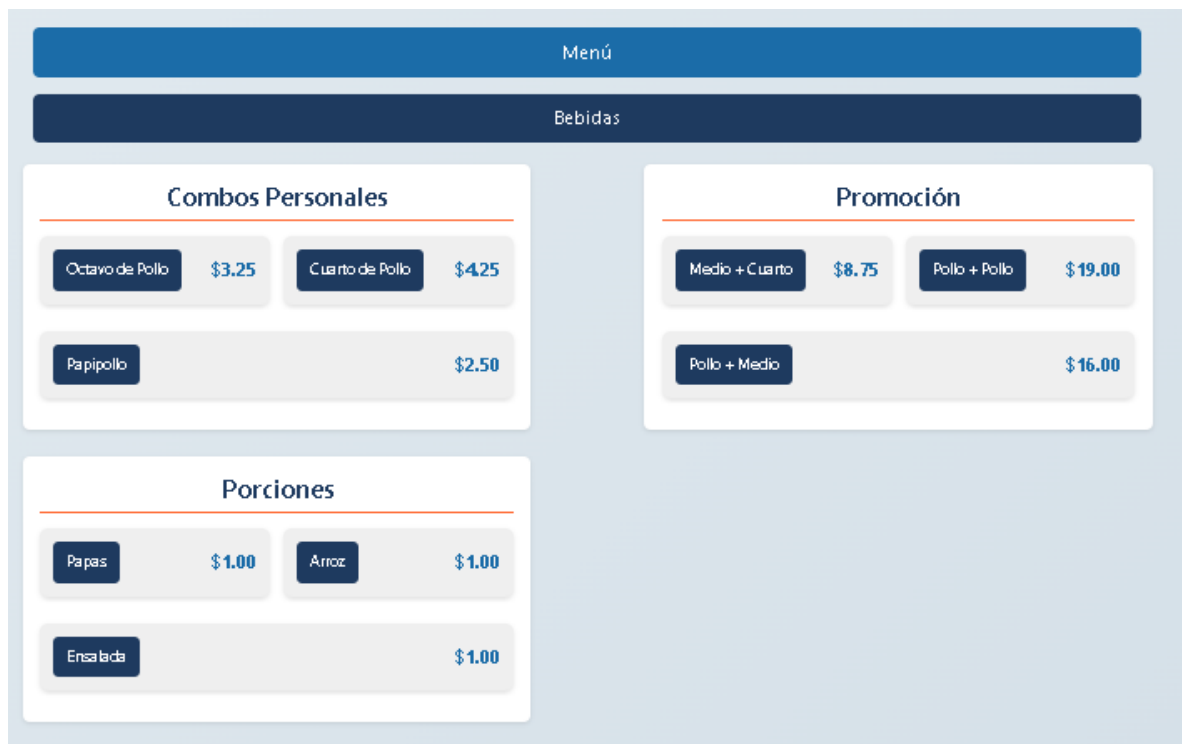 Menú
Bebidas
Combos Personales
Octavo de Pollo $3.25 Cuarto de Pollo $4.25
Papipollo $2.50
Promoción
Medio + Cuarto $8.75 Pollo + Pollo $19.00
Pollo + Medio $16.00
Porciones
Papas $1.00 Arroz $1.00
Ensalada $1.00